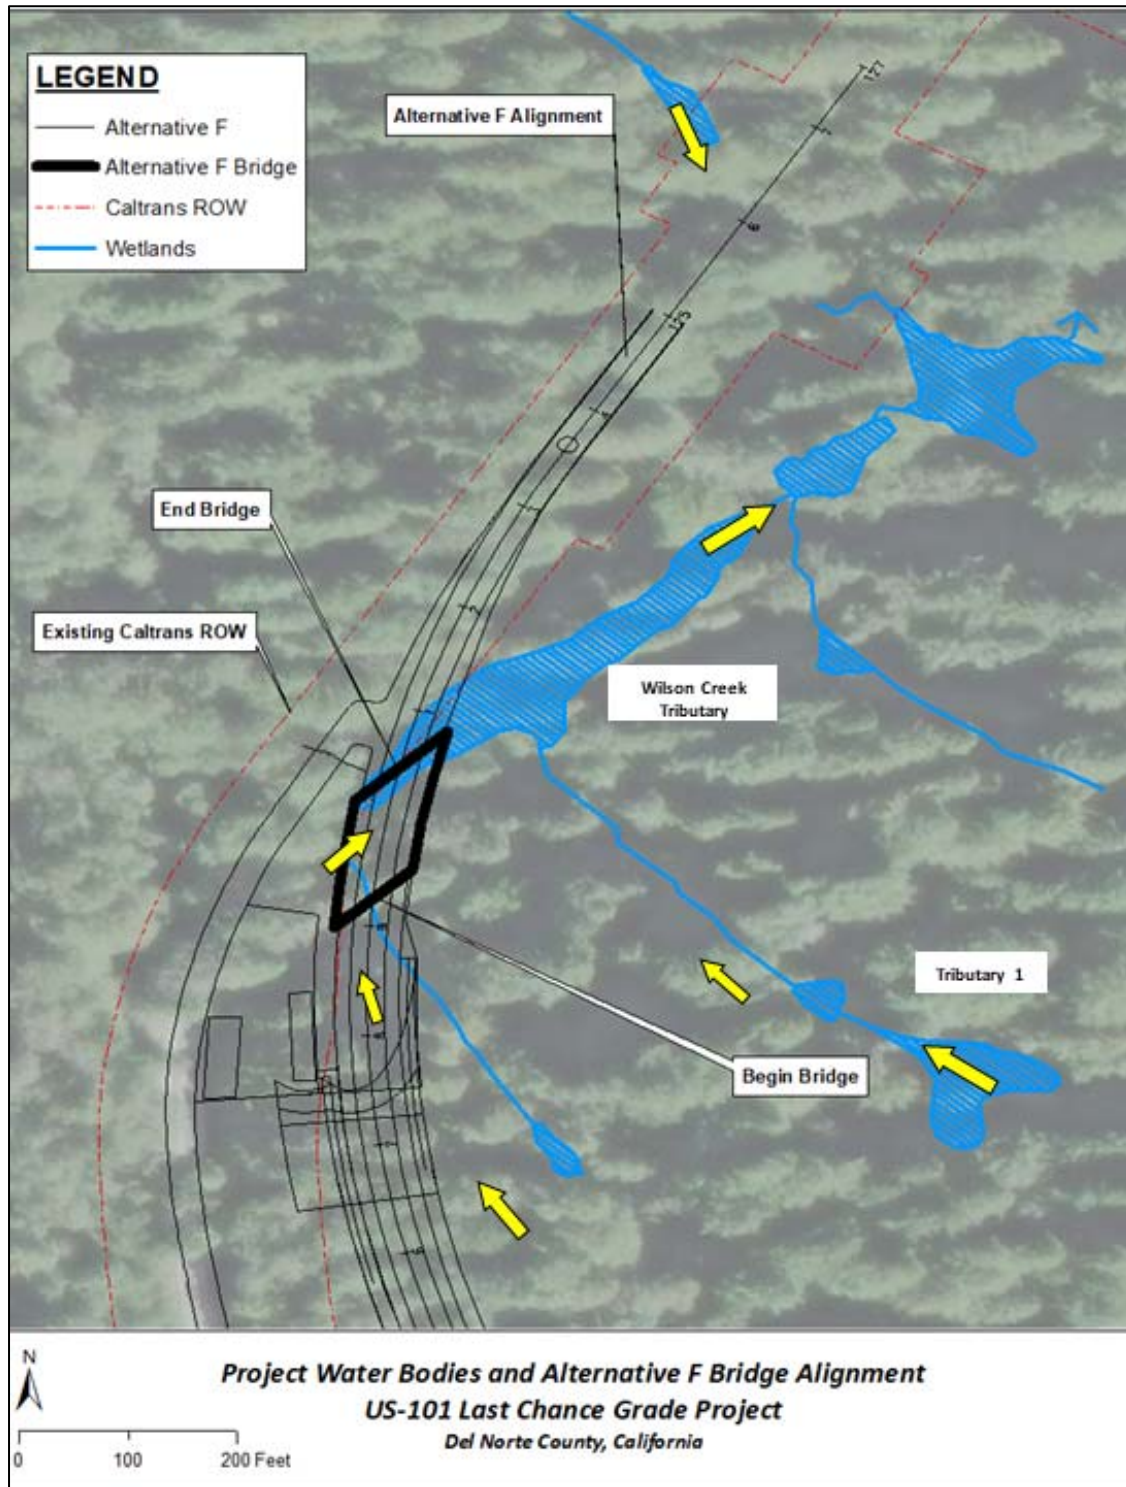 LEGEND
Alternative F
Alternative F Bridge
Caltrans ROW
Wetlands
Alternative F Alignment
127
125
End Bridge
Existing Caltrans ROW
Wilson Creek
Tributary
Tributary 1
Begin Bridge
N
0 100 200 Feet
Project Water Bodies and Alternative F Bridge Alignment
US-101 Last Chance Grade Project
Del Norte County, California